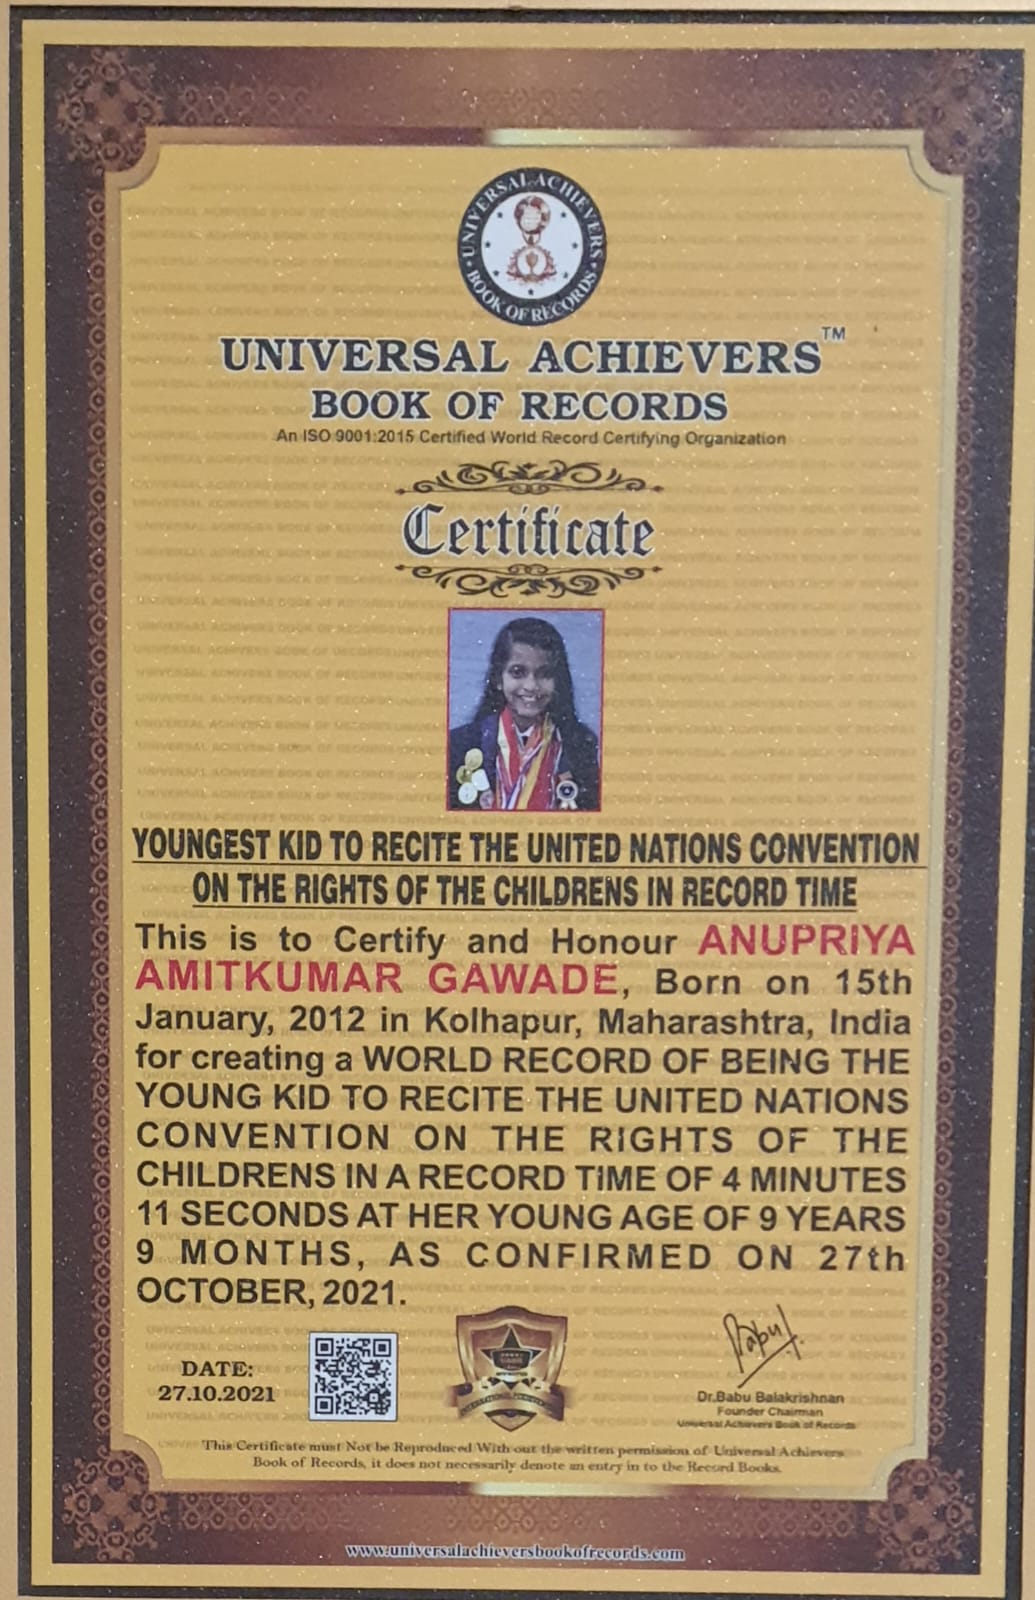 UNIVERSAL ACHIEVERS
BOOK OF RECORDS
UNIVERSAL ACHIEVERS™
BOOK OF RECORDS
An ISO 9001:2015 Certified World Record Certifying Organization
Certificate
YOUNGEST KID TO RECITE THE UNITED NATIONS CONVENTION
ON THE RIGHTS OF THE CHILDRENS IN RECORD TIME
This is to Certify and Honour ANUPRIYA
AMITKUMAR GAWADE, Born on 15th
January, 2012 in Kolhapur, Maharashtra, India
for creating a WORLD RECORD OF BEING THE
YOUNG KID TO RECITE THE UNITED NATIONS
CONVENTION ON THE RIGHTS OF THE
CHILDRENS IN A RECORD TIME OF 4 MINUTES
11 SECONDS AT HER YOUNG AGE OF 9 YEARS
9 MONTHS, AS CONFIRMED ON 27th
OCTOBER, 2021.
DATE:
27.10.2021
Babu
Dr.Babu Balakrishnan
Founder Chairman
Universal Achievers Book of Records
This Certificate must Not be Reproduced With out the written permission of Universal Achievers
Book of Records, it does not necessarily denote an entry in to the Record Books.
www.universalachieversbookofrecords.com